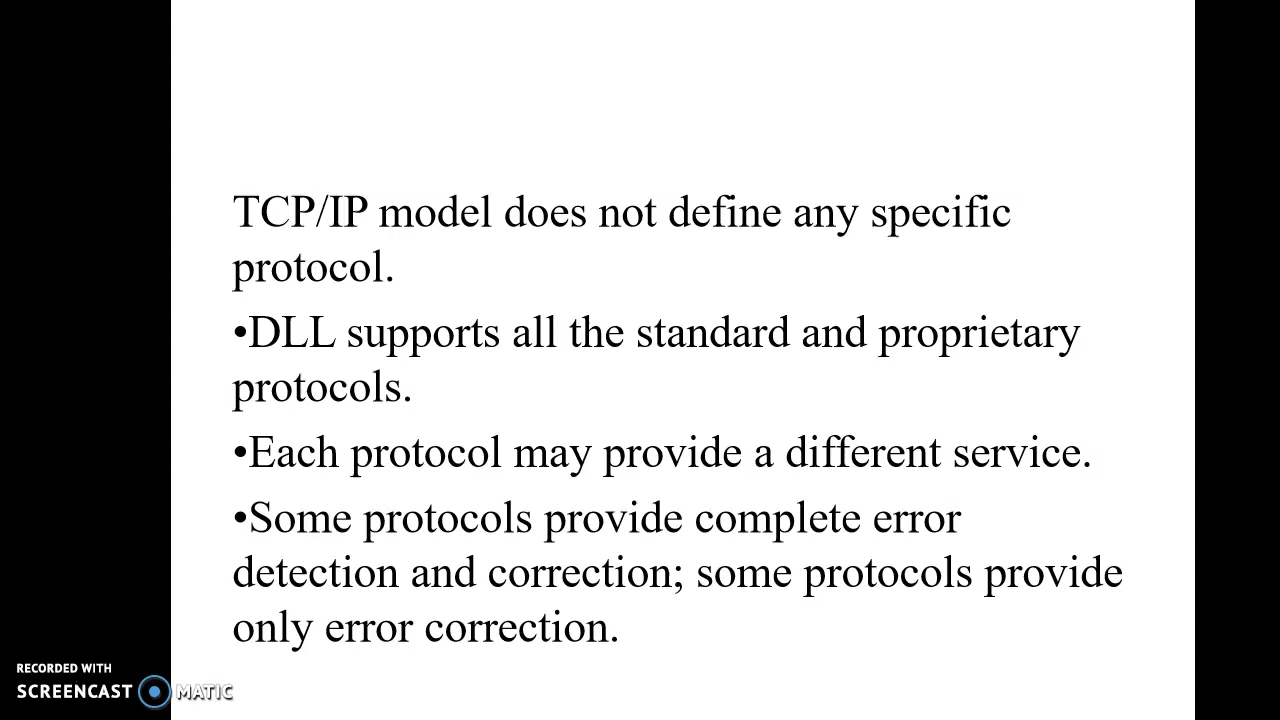 TCP/IP model does not define any specific
protocol.
•DLL supports all the standard and proprietary
protocols.
•Each protocol may provide a different service.
•Some protocols provide complete error
detection and correction; some protocols provide
only error correction.
RECORDED WITH
SCREENCAST MATIC